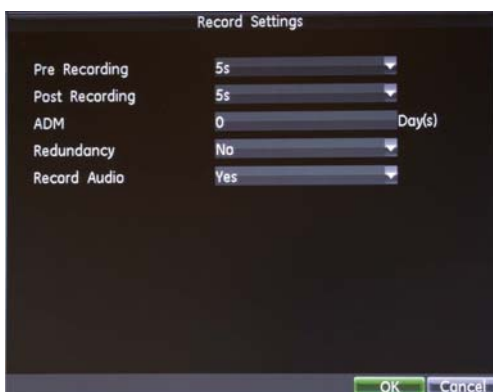 Record Settings
Pre Recording 5s
Post Recording 5s
ADM 0 Day(s)
Redundancy No
Record Audio Yes
OK Cancel